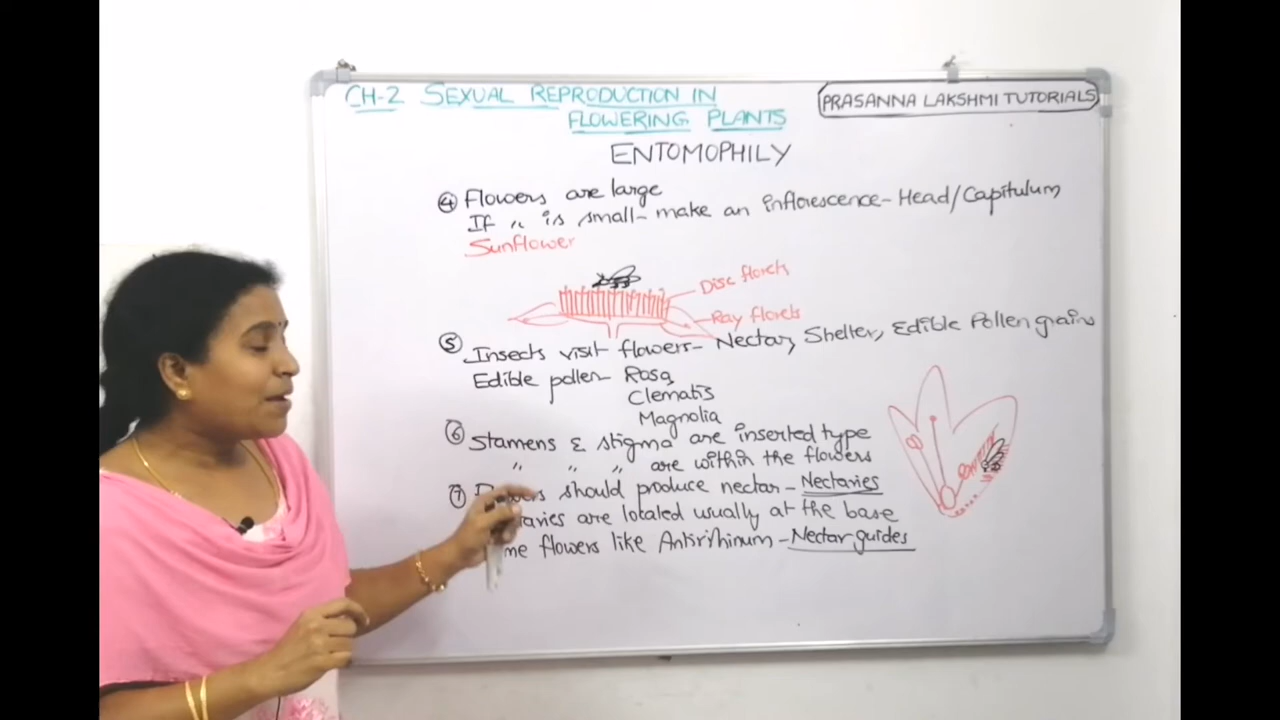 CH-2 SEXUAL REPRODUCTION IN
FLOWERING PLANTS
PRASANNA LAKSHMI TUTORIALS
ENTOMOPHILY
④ Flowers are large
If " is small - make an inflorescence - Head/Capitulum
Sunflower
Disc florets
Ray florets
⑤ Insects visit flowers - Nectar, Shelter, Edible Pollen grains
Edible pollen - Rosa
Clematis
Magnolia
⑥ Stamens & stigma are inserted type
" " " are within the flowers
⑦ should produce nectar - Nectaries
are located usually at the base
flowers like Antirrhinum - Nectar guides